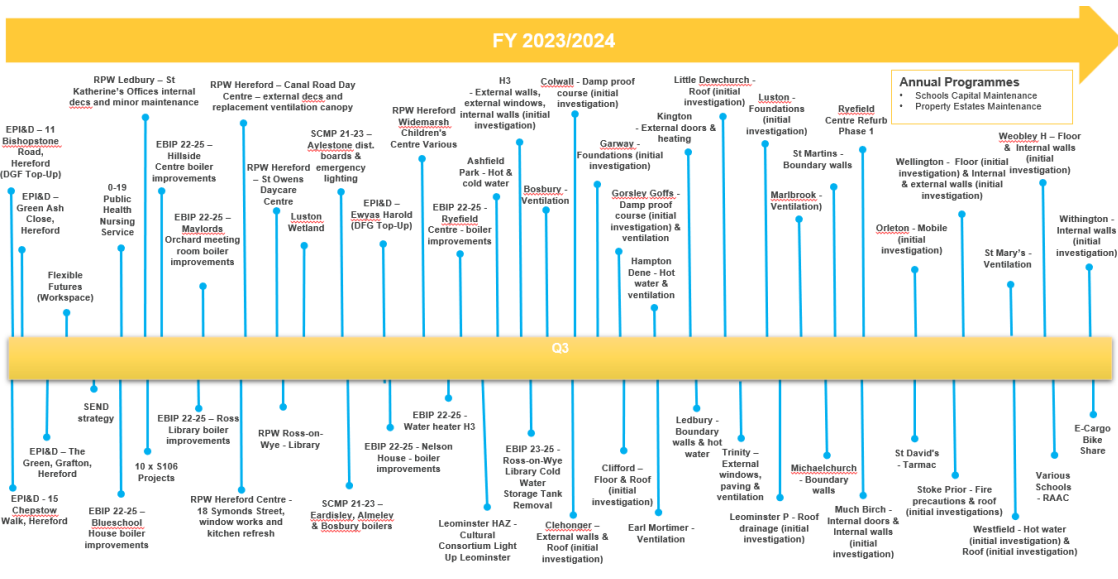 FY 2023/2024
Annual Programmes
• Schools Capital Maintenance
• Property Estates Maintenance
EPI&D – 11
Bishopstone
Road,
Hereford
(DGF Top-Up)
EPI&D –
Green Ash
Close,
Hereford
Flexible
Futures
(Workspace)
RPW Ledbury – St
Katherine's Offices internal
decs and minor maintenance
0-19
Public
Health
Nursing
Service
EBIP 22-25 –
Hillside
Centre boiler
improvements
EBIP 22-25 –
Maylords
Orchard meeting
room boiler
improvements
RPW Hereford – Canal Road Day
Centre – external decs and
replacement ventilation canopy
RPW Hereford
– St Owens
Daycare
Centre
Luston
Wetland
SCMP 21-23 –
Aylestone dist.
boards &
emergency
lighting
EPI&D –
Ewyas Harold
(DFG Top-Up)
RPW Hereford
Widemarsh
Children's
Centre Various
EBIP 22-25 -
Ryefield
Centre - boiler
improvements
Ashfield
Park - Hot &
cold water
H3
- External walls,
external windows,
internal walls (initial
investigation)
Bosbury -
Ventilation
Colwall - Damp proof
course (initial
investigation)
Garway -
Foundations (initial
investigation)
Gorsley Goffs -
Damp proof
course (initial
investigation) &
ventilation
Hampton
Dene - Hot
water &
ventilation
Kington
- External doors &
heating
Little Dewchurch -
Roof (initial
investigation)
Luston -
Foundations
(initial
investigation)
Marlbrook -
Ventilation)
St Martins -
Boundary walls
Ryefield
Centre Refurb
Phase 1
Orleton - Mobile
(initial
investigation)
Wellington - Floor (initial
investigation) & Internal
& external walls (initial
investigation)
St Mary's -
Ventilation
Weobley H – Floor
& Internal walls
(initial
investigation)
Withington -
Internal walls
(initial
investigation)
Q3
EPI&D - 15
Chepstow
Walk, Hereford
EPI&D – The
Green, Grafton,
Hereford
SEND
strategy
EBIP 22-25 –
Blueschool
House boiler
improvements
10 x S106
Projects
EBIP 22-25 – Ross
Library boiler
improvements
RPW Hereford Centre -
18 Symonds Street,
window works and
kitchen refresh
RPW Ross-on-
Wye - Library
SCMP 21-23 –
Eardisley, Almeley
& Bosbury boilers
EBIP 22-25 - Nelson
House - boiler
improvements
EBIP 22-25 -
Water heater H3
Leominster HAZ -
Cultural
Consortium Light
Up Leominster
EBIP 23-25 -
Ross-on-Wye
Library Cold
Water
Storage Tank
Removal
Clehonger –
External walls &
Roof (initial
investigation)
Clifford –
Floor & Roof
(initial
investigation)
Earl Mortimer -
Ventilation
Ledbury -
Boundary
walls & hot
water
Trinity –
External
windows,
paving &
ventilation
Leominster P - Roof
drainage (initial
investigation)
Michaelchurch
- Boundary
walls
Much Birch -
Internal doors &
Internal walls
(initial
investigation)
St David's
- Tarmac
Stoke Prior - Fire
precautions & roof
(initial investigations)
Westfield - Hot water
(initial investigation) &
Roof (initial investigation)
Various
Schools
- RAAC
E-Cargo
Bike
Share